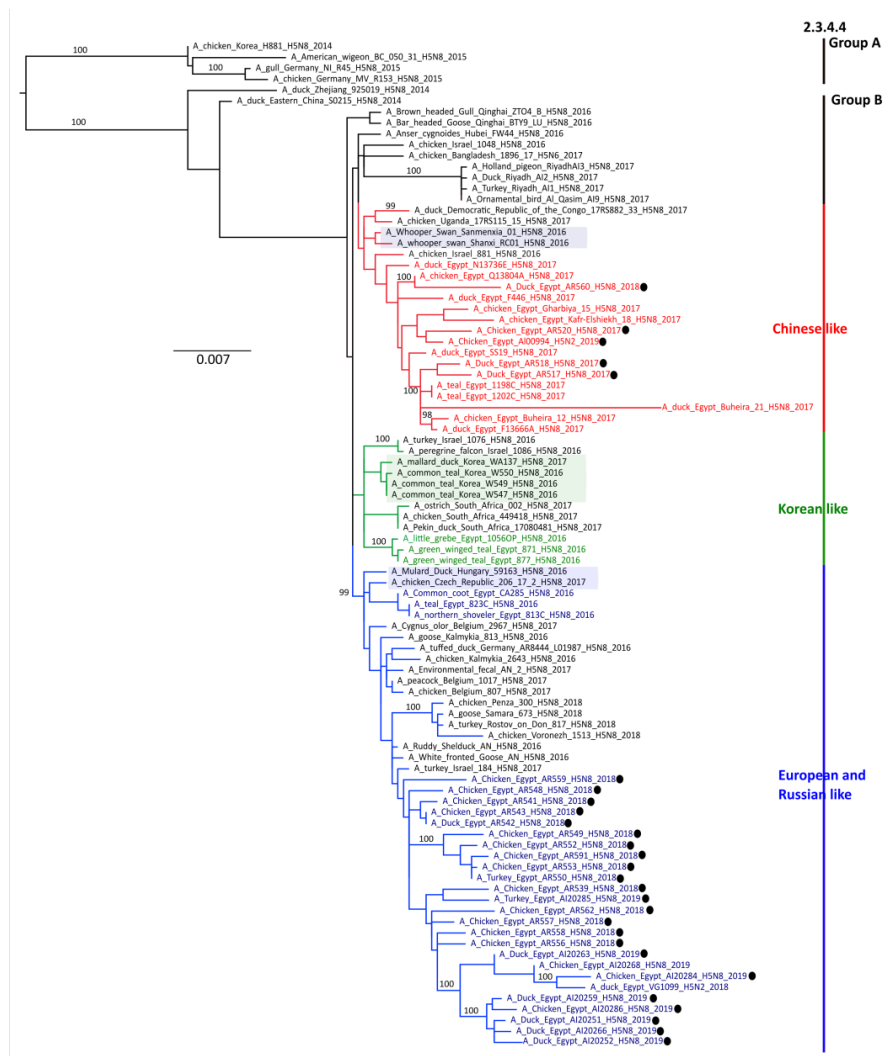 2.3.4.4
Group A
100
A_chicken_Korea_H881_H5N8_2014
A_American_wigeon_BC_050_31_H5N8_2015
100
A_gull_Germany_NI_R45_H5N8_2015
A_chicken_Germany_MV_R153_H5N8_2015
A_duck_Zhejiang_925019_H5N8_2014
Group B
100
A_duck_Eastern_China_S0215_H5N8_2014
A_Brown_headed_Gull_Qinghai_ZTO4_B_H5N8_2016
A_Bar_headed_Goose_Qinghai_BTY9_LU_H5N8_2016
A_Anser_cygnoides_Hubei_FW44_H5N8_2016
A_chicken_Israel_1048_H5N8_2016
A_chicken_Bangladesh_1896_17_H5N6_2017
A_Holland_pigeon_RiyadhAI3_H5N8_2017
100
A_Duck_Riyadh_AI2_H5N8_2017
A_Turkey_Riyadh_AI1_H5N8_2017
A_Ornamental_bird_Al_Qasim_AI9_H5N8_2017
99
A_duck_Democratic_Republic_of_the_Congo_17RS882_33_H5N8_2017
A_chicken_Uganda_17RS115_15_H5N8_2017
A_Whooper_Swan_Sanmenxia_01_H5N8_2016
A_whooper_swan_Shanxi_RC01_H5N8_2016
A_chicken_Israel_881_H5N8_2016
A_duck_Egypt_N13736E_H5N8_2017
100
A_chicken_Egypt_Q13804A_H5N8_2017
A_Duck_Egypt_AR560_H5N8_2018
A_duck_Egypt_F446_H5N8_2017
A_chicken_Egypt_Gharbiya_15_H5N8_2017
A_chicken_Egypt_Kafr-Elshiekh_18_H5N8_2017
Chinese like
A_Chicken_Egypt_AR520_H5N8_2017
A_Chicken_Egypt_AI00994_H5N2_2019
0.007
A_duck_Egypt_SS19_H5N8_2017
A_Duck_Egypt_AR518_H5N8_2017
A_Duck_Egypt_AR517_H5N8_2017
100
A_teal_Egypt_1198C_H5N8_2017
A_teal_Egypt_1202C_H5N8_2017
A_duck_Egypt_Buheira_21_H5N8_2017
98
A_chicken_Egypt_Buheira_12_H5N8_2017
A_duck_Egypt_F13666A_H5N8_2017
100
A_turkey_Israel_1076_H5N8_2016
A_peregrine_falcon_Israel_1086_H5N8_2016
A_mallard_duck_Korea_WA137_H5N8_2017
A_common_teal_Korea_W550_H5N8_2016
A_common_teal_Korea_W549_H5N8_2016
A_common_teal_Korea_W547_H5N8_2016
A_ostrich_South_Africa_002_H5N8_2017
Korean like
A_chicken_South_Africa_449418_H5N8_2017
A_Pekin_duck_South_Africa_17080481_H5N8_2017
100
A_little_grebe_Egypt_1056OP_H5N8_2016
A_green_winged_teal_Egypt_871_H5N8_2016
A_green_winged_teal_Egypt_877_H5N8_2016
A_Mulard_Duck_Hungary_59163_H5N8_2016
A_chicken_Czech_Republic_206_17_2_H5N8_2017
99
A_Common_coot_Egypt_CA285_H5N8_2016
A_teal_Egypt_823C_H5N8_2016
A_northern_shoveler_Egypt_813C_H5N8_2016
A_Cygnus_olor_Belgium_2967_H5N8_2017
A_goose_Kalmykia_813_H5N8_2016
A_tuffed_duck_Germany_AR8444_L01987_H5N8_2016
A_chicken_Kalmykia_2643_H5N8_2016
A_Environmental_fecal_AN_2_H5N8_2017
A_peacock_Belgium_1017_H5N8_2017
A_chicken_Belgium_807_H5N8_2017
A_chicken_Penza_300_H5N8_2018
100
A_goose_Samara_673_H5N8_2018
A_turkey_Rostov_on_Don_817_H5N8_2018
A_chicken_Voronezh_1513_H5N8_2018
A_Ruddy_Shelduck_AN_H5N8_2016
A_White_fronted_Goose_AN_H5N8_2016
A_turkey_Israel_184_H5N8_2017
European and
Russian like
A_Chicken_Egypt_AR559_H5N8_2018
A_Chicken_Egypt_AR548_H5N8_2018
A_Chicken_Egypt_AR541_H5N8_2018
A_Chicken_Egypt_AR543_H5N8_2018
A_Duck_Egypt_AR542_H5N8_2018
A_Chicken_Egypt_AR549_H5N8_2018
100
A_Chicken_Egypt_AR552_H5N8_2018
A_Chicken_Egypt_AR591_H5N8_2018
A_Chicken_Egypt_AR553_H5N8_2018
A_Turkey_Egypt_AR550_H5N8_2018
A_Chicken_Egypt_AR539_H5N8_2018
A_Turkey_Egypt_AI20285_H5N8_2019
A_Chicken_Egypt_AR562_H5N8_2018
A_Chicken_Egypt_AR557_H5N8_2018
A_Chicken_Egypt_AR558_H5N8_2018
A_Chicken_Egypt_AR556_H5N8_2018
A_Duck_Egypt_AI20263_H5N8_2019
A_Chicken_Egypt_AI20268_H5N8_2019
100
A_Chicken_Egypt_AI20284_H5N8_2019
A_duck_Egypt_VG1099_H5N2_2018
100
A_Duck_Egypt_AI20259_H5N8_2019
A_Chicken_Egypt_AI20286_H5N8_2019
100
A_Duck_Egypt_AI20251_H5N8_2019
A_Duck_Egypt_AI20266_H5N8_2019
A_Duck_Egypt_AI20252_H5N8_2019